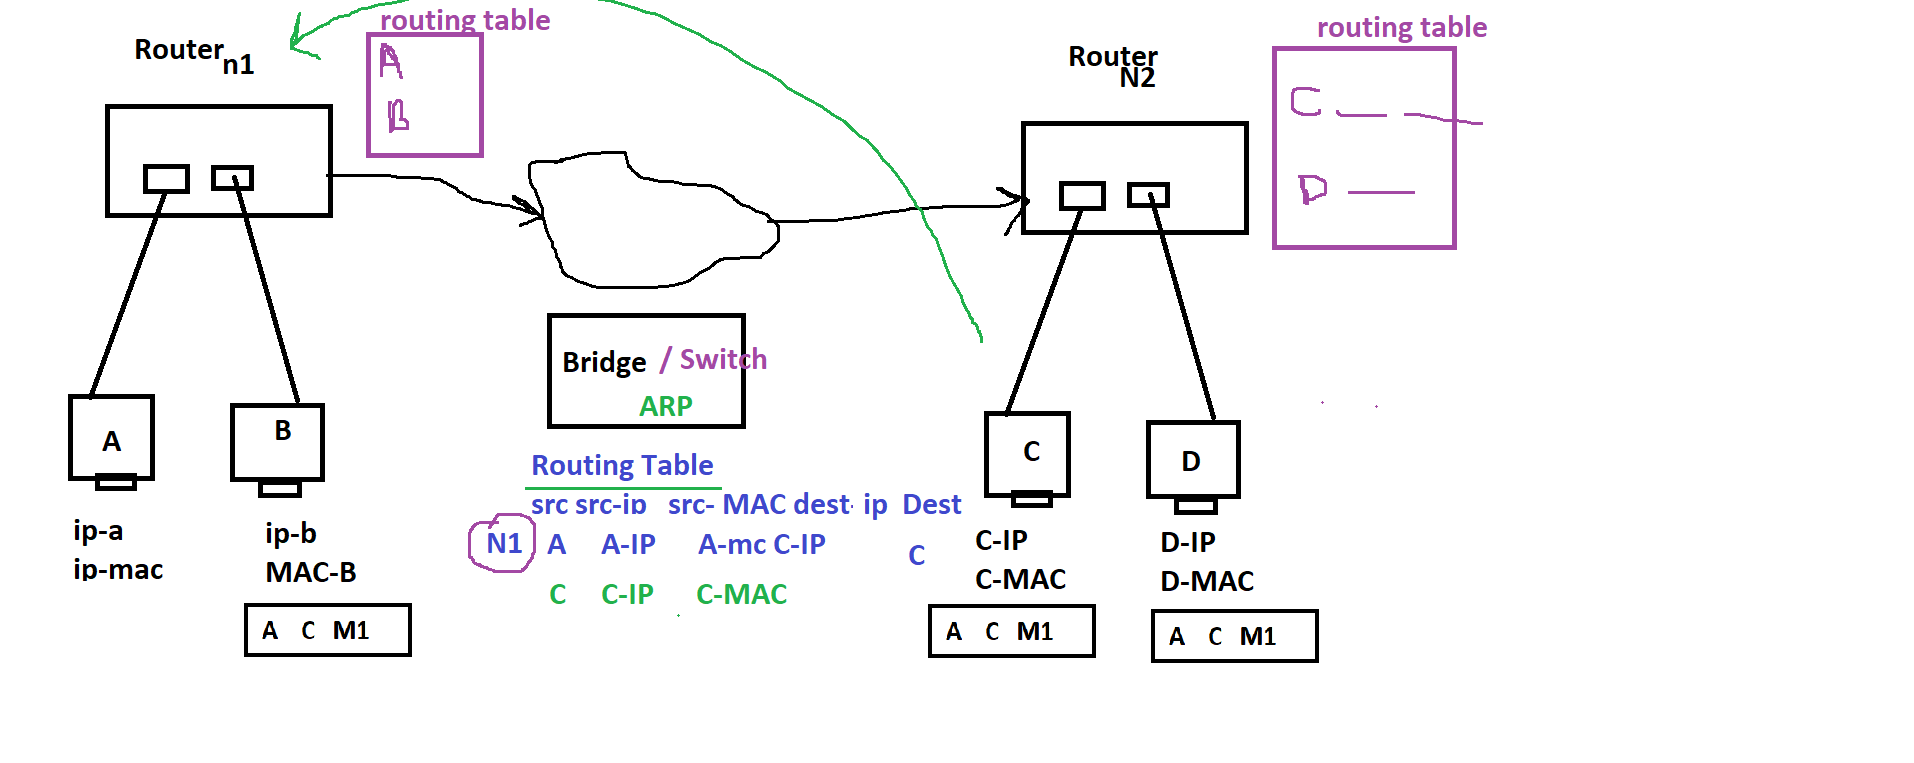 routing table
Router
n1
A
B
Router
N2
routing table
C
D
Bridge / Switch
ARP
A
B
C
D
Routing Table
src src-ip src- MAC dest- ip Dest
N1 A A-IP A-mc C-IP C
C C-IP C-MAC
ip-a
ip-mac
ip-b
MAC-B
C-IP
C-MAC
D-IP
D-MAC
A C M1
A C M1
A C M1